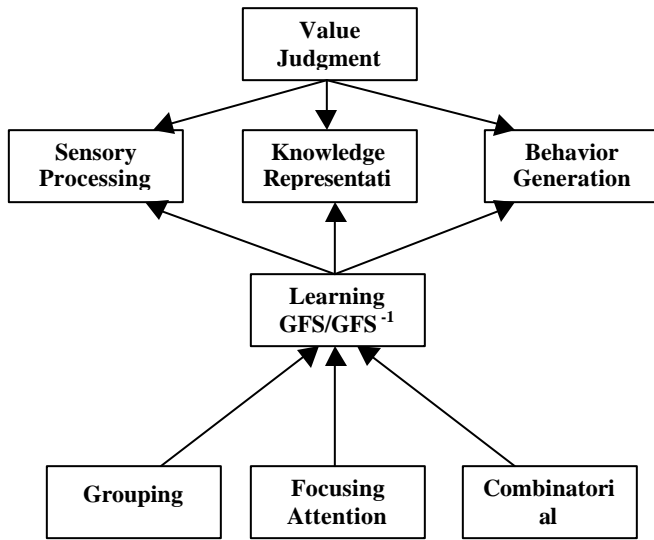 Value
Judgment
Sensory
Processing
Knowledge
Representati
Behavior
Generation
Learning
GFS/GFS⁻¹
Grouping
Focusing
Attention
Combinatori
al